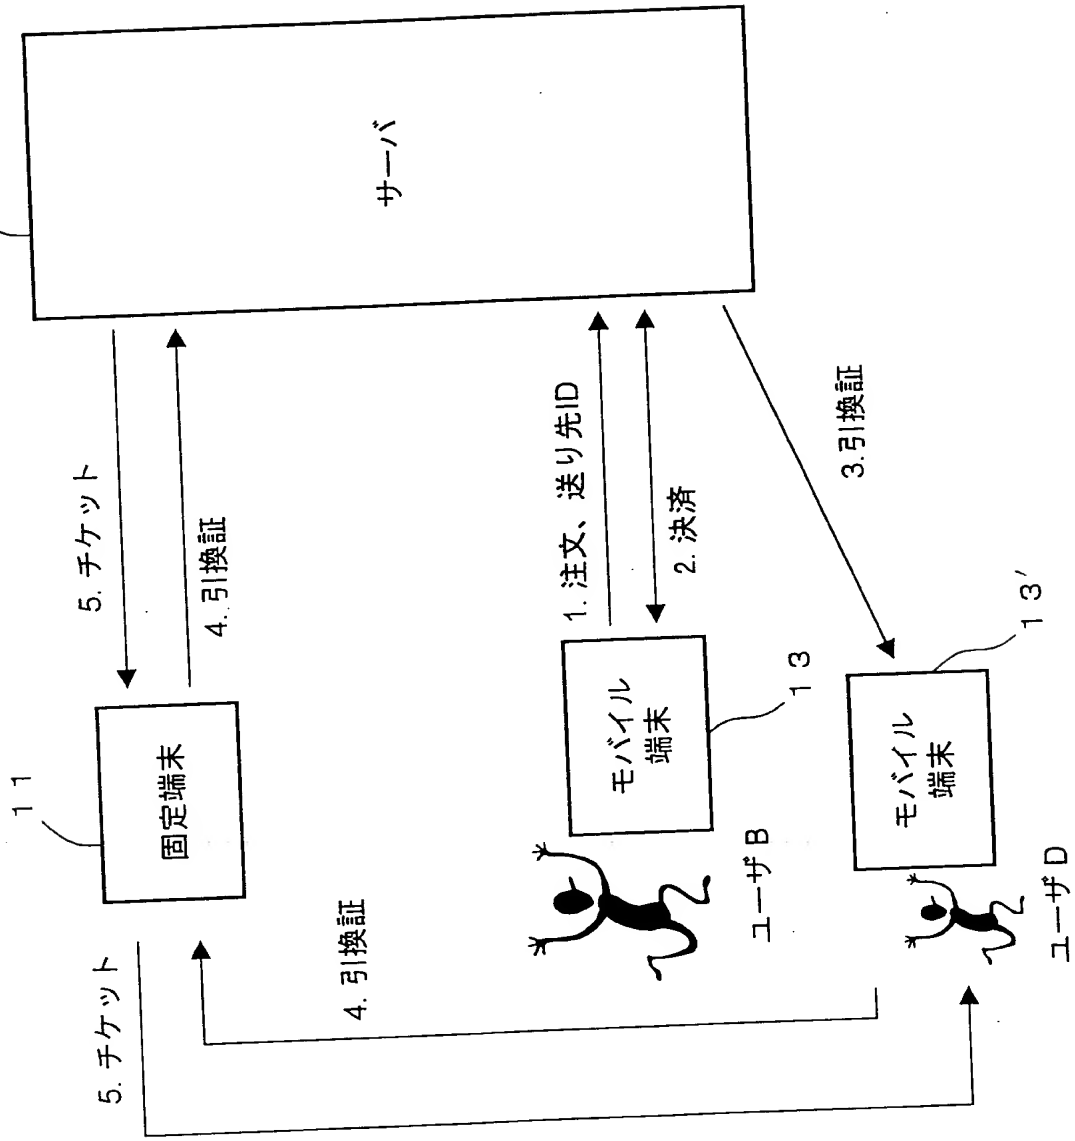 サーバ
5. チケット
4. 引換証
1. 注文、送り先ID
2. 決済
3.引換証
11
固定端末
モバイル
端末
13
ユーザB
モバイル
端末
13′
ユーザD
5. チケット
4. 引換証